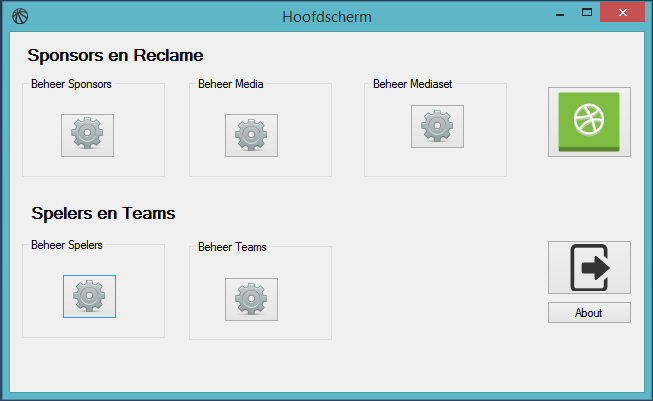 Hoofdscherm
Sponsors en Reclame
Beheer Sponsors
Beheer Media
Beheer Mediaset
Spelers en Teams
Beheer Spelers
Beheer Teams
About